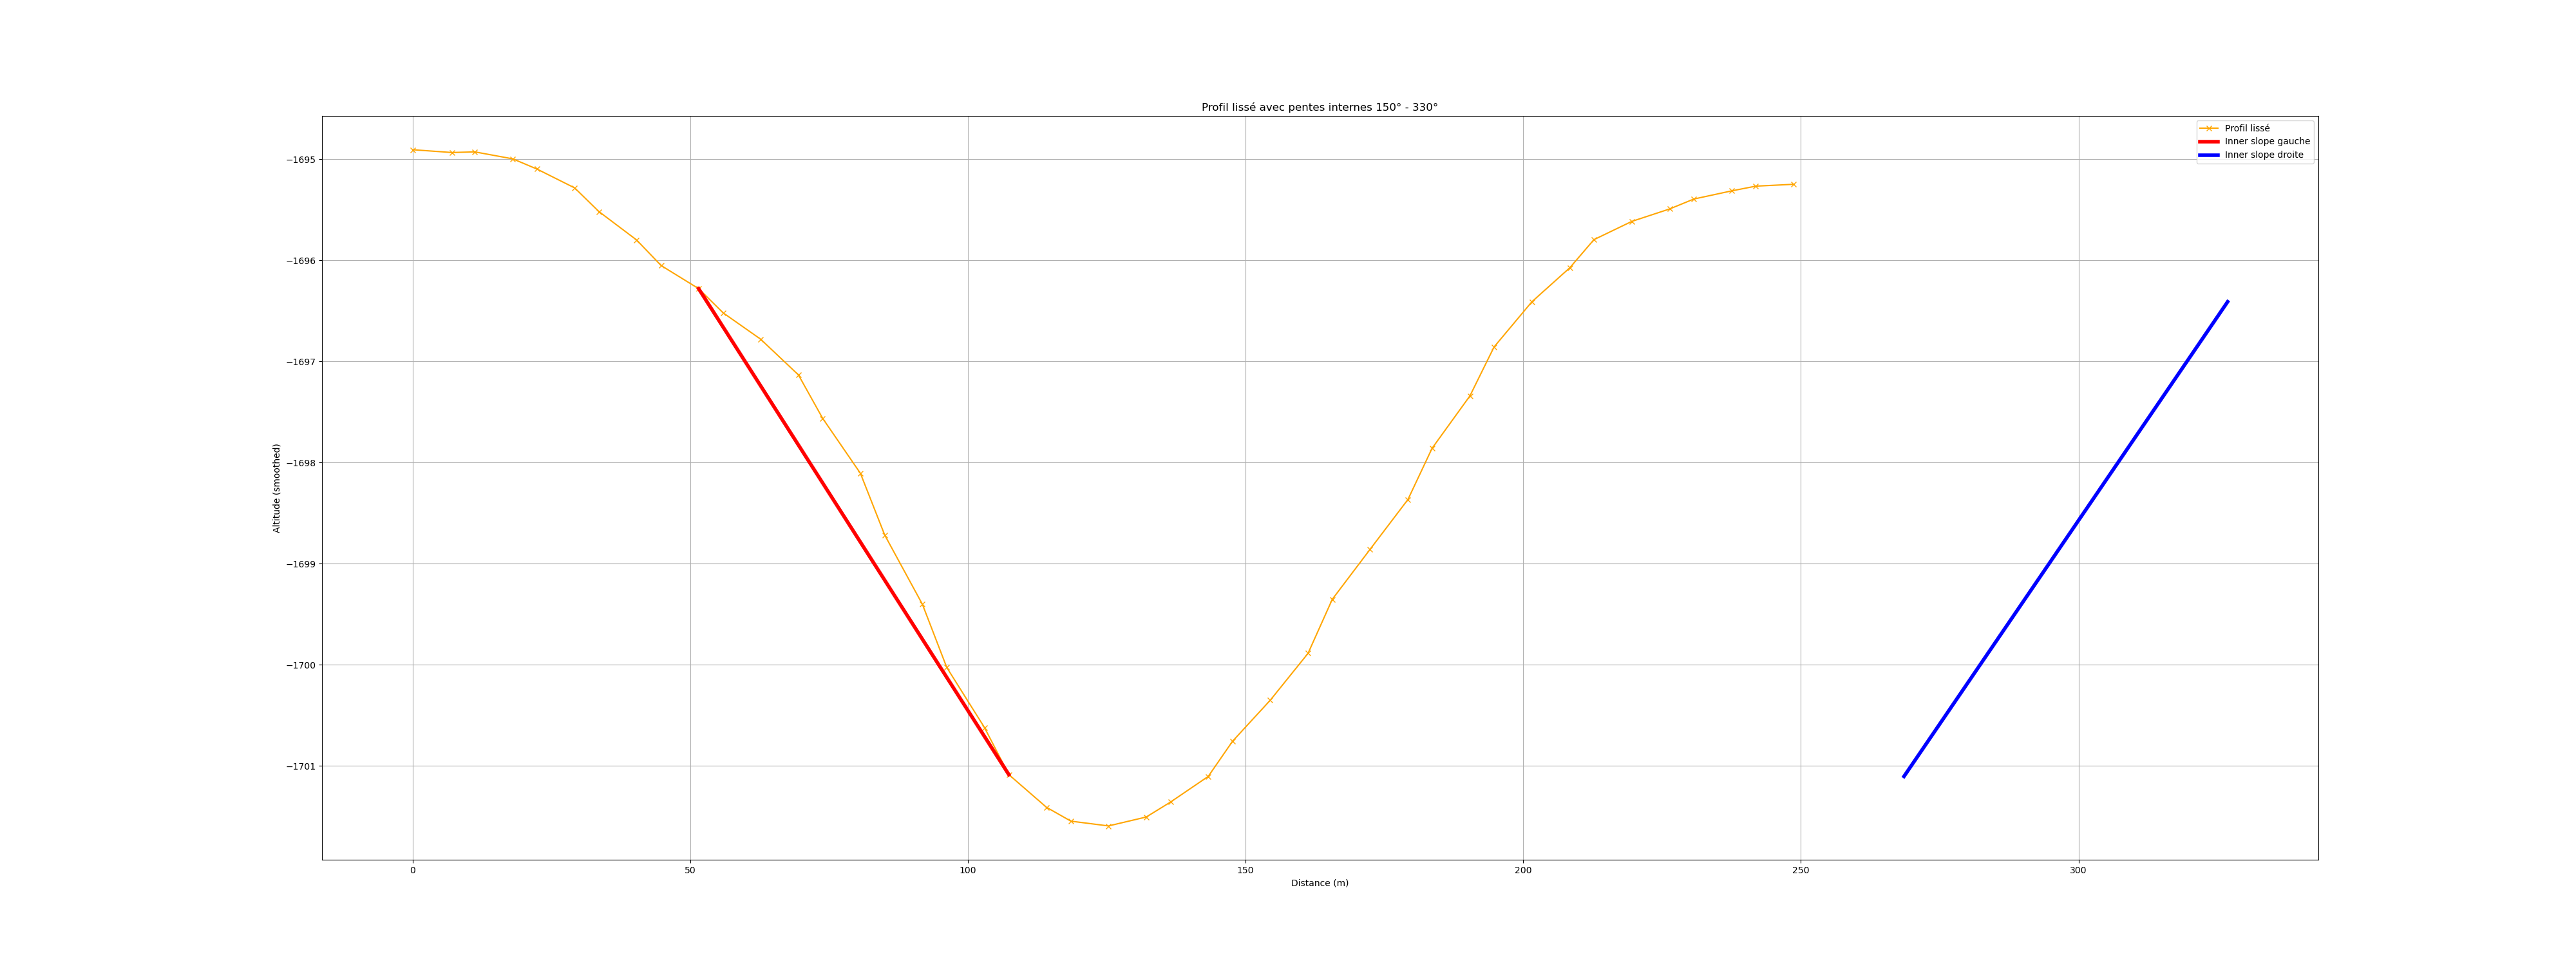 Profil lissé avec pentes internes 150° - 330°
Profil lissé
Inner slope gauche
Inner slope droite
Altitude (smoothed)
−1695
−1696
−1697
−1698
−1699
−1700
−1701
0 50 100 150 200 250 300
Distance (m)